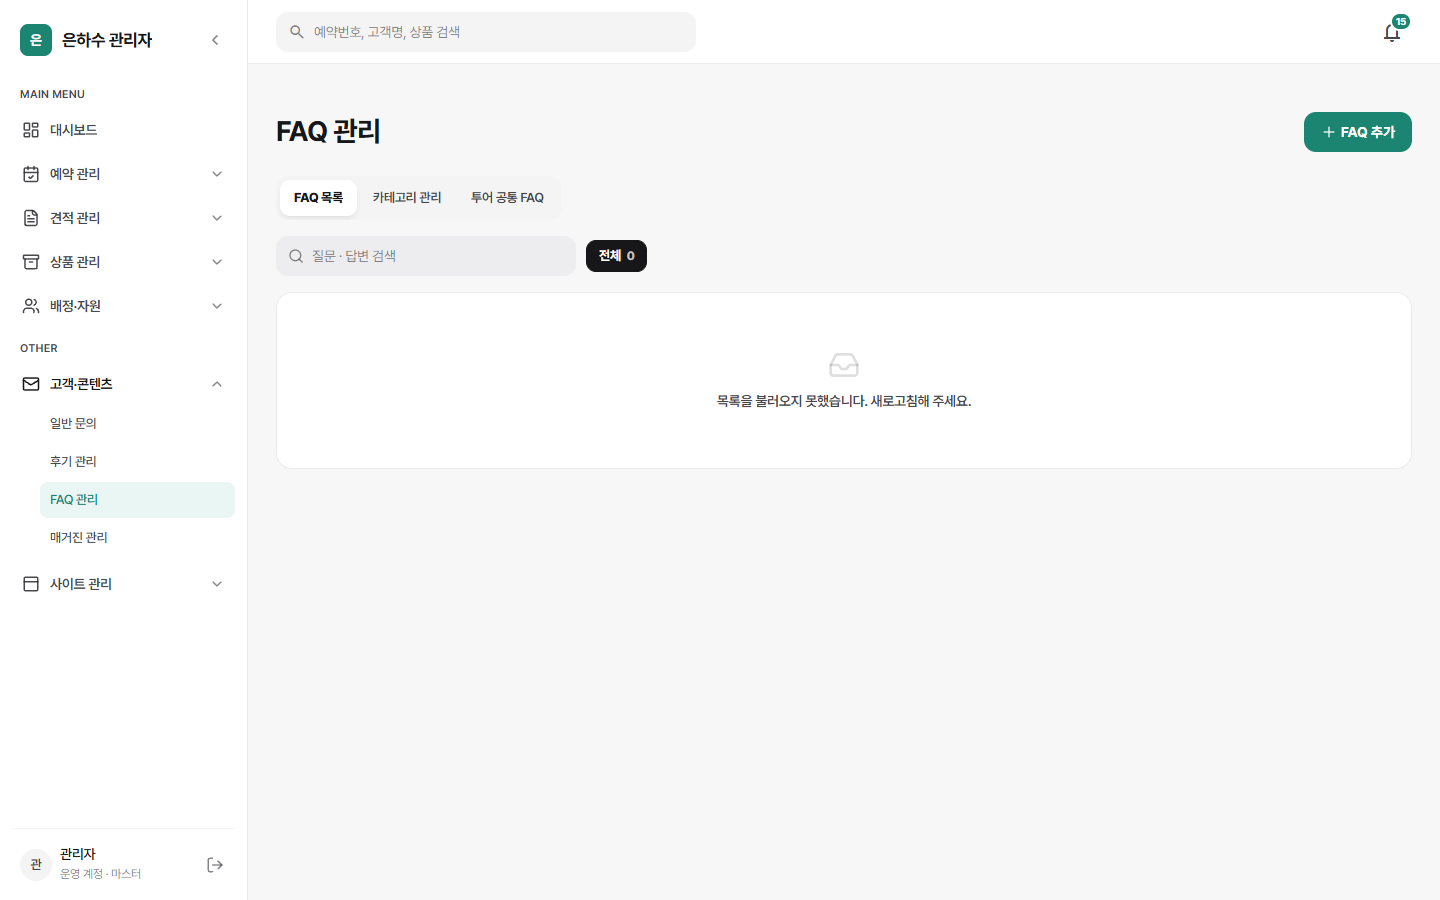 은 은하수 관리자
예약번호, 고객명, 상품 검색
15
MAIN MENU
대시보드
예약 관리
견적 관리
상품 관리
배정·자원
OTHER
고객·콘텐츠
일반 문의
후기 관리
FAQ 관리
매거진 관리
사이트 관리
관 관리자
운영 계정 · 마스터
FAQ 관리
FAQ 추가
FAQ 목록 카테고리 관리 투어 공통 FAQ
질문 · 답변 검색
전체 0
목록을 불러오지 못했습니다. 새로고침해 주세요.